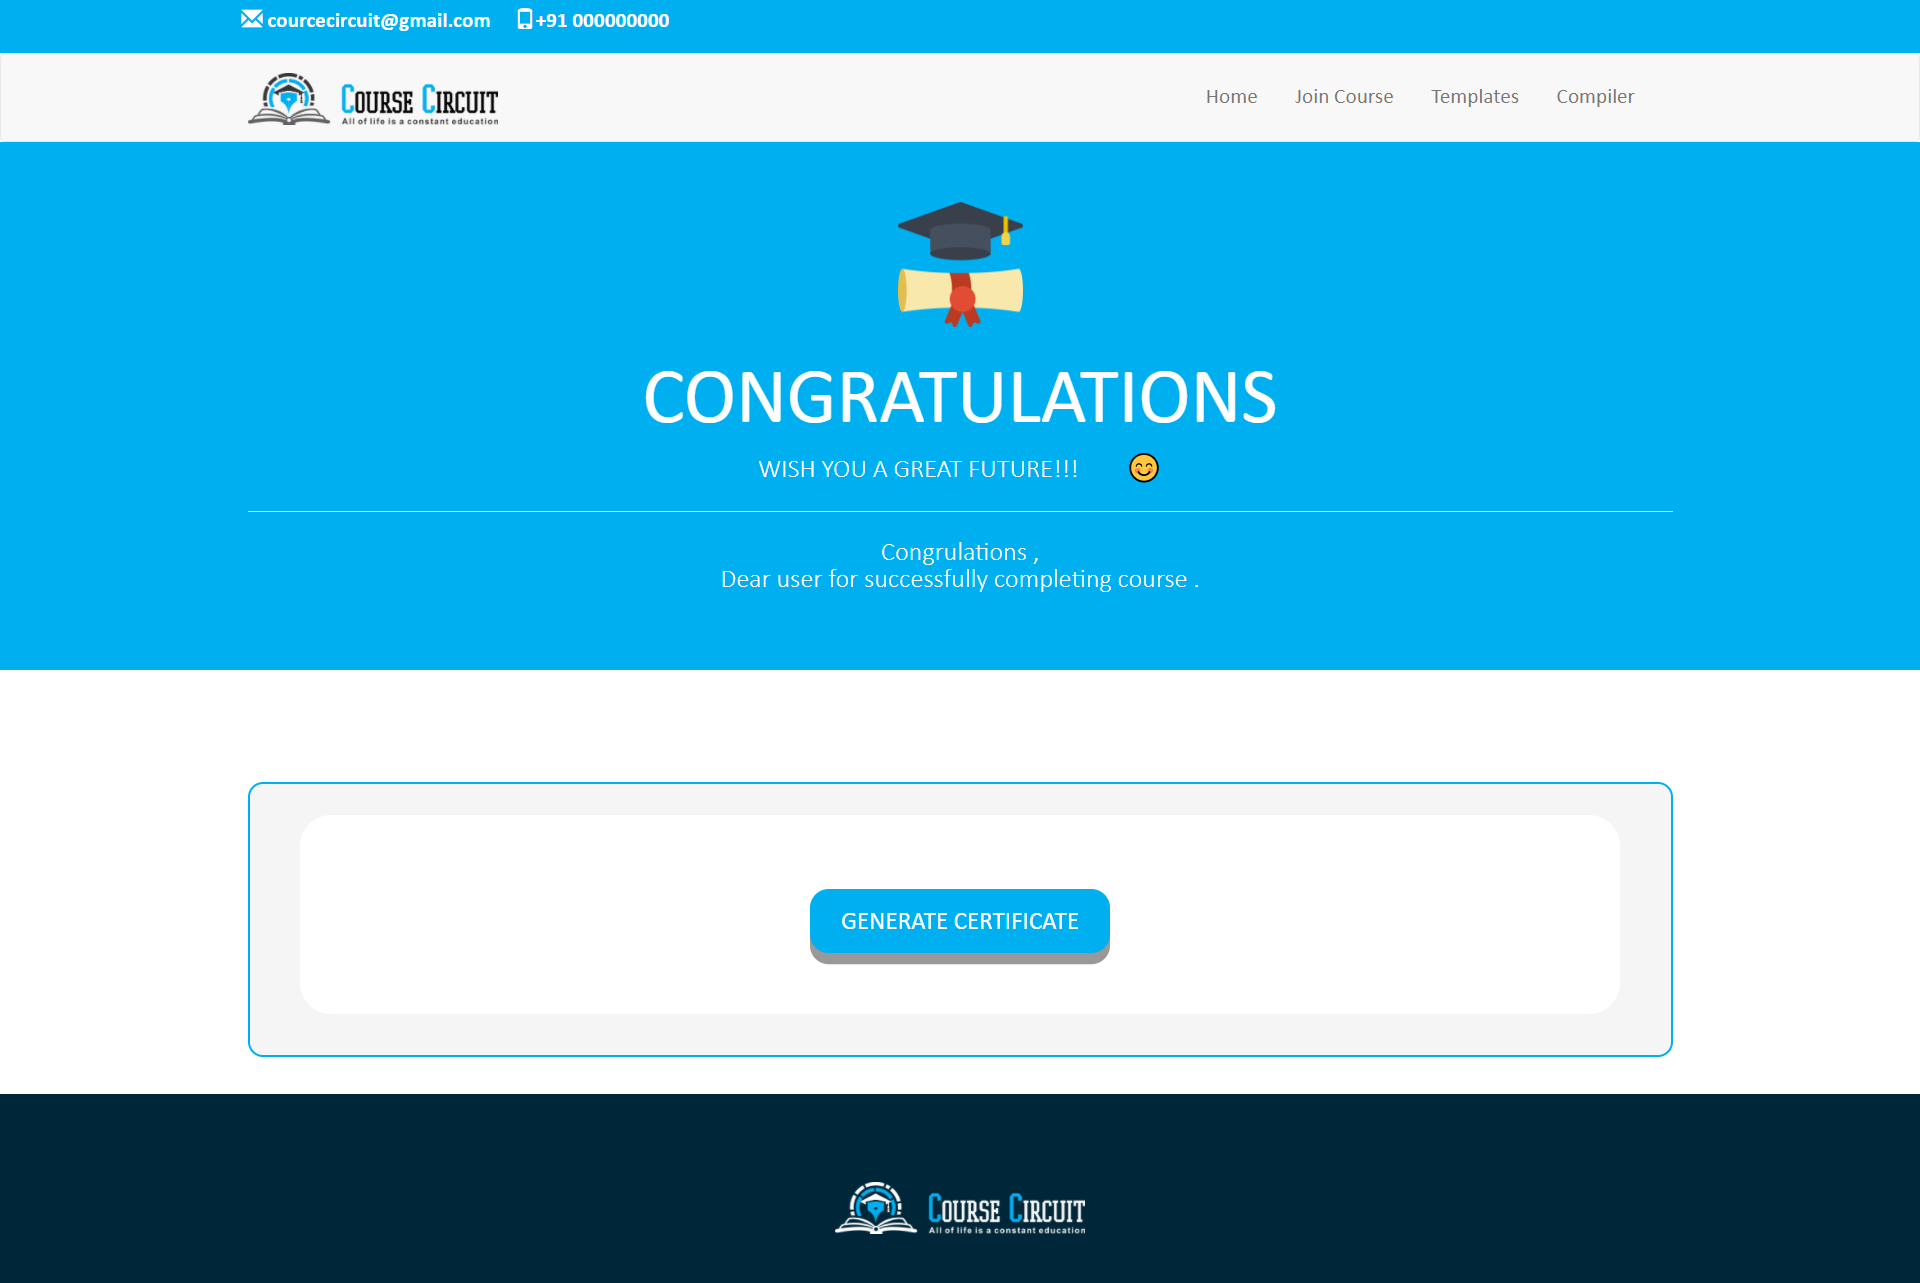 courcecircuit@gmail.com +91 000000000
COURSE CIRCUIT
All of life is a constant education
Home Join Course Templates Compiler
CONGRATULATIONS
WISH YOU A GREAT FUTURE!!! 😊
Congrulations ,
Dear user for successfully completing course .
GENERATE CERTIFICATE
COURSE CIRCUIT
All of life is a constant education